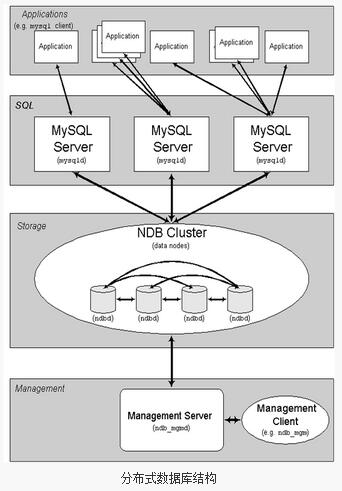 Applications
(e.g. mysql client)
Application
Application
Application
Application
Application
SQL
MySQL
Server
(mysqld)
MySQL
Server
(mysqld)
MySQL
Server
(mysqld)
Storage
NDB Cluster
(data nodes)
(ndbd)
(ndbd)
(ndbd)
(ndbd)
Management
Management Server
(ndb_mgmd)
Management
Client
(e.g. ndb_mgm)
分布式数据库结构